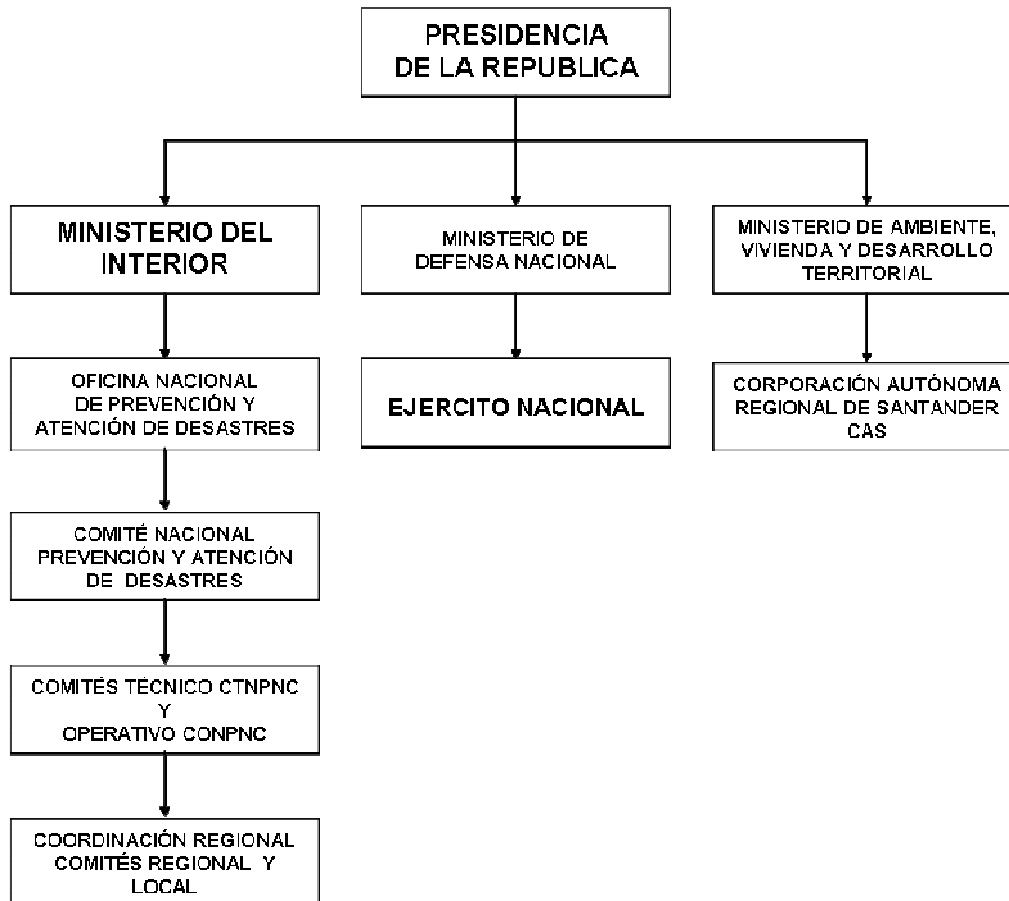 PRESIDENCIA
DE LA REPUBLICA
MINISTERIO DEL
INTERIOR
MINISTERIO DE
DEFENSA NACIONAL
MINISTERIO DE AMBIENTE,
VIVIENDA Y DESARROLLO
TERRITORIAL
OFICINA NACIONAL
DE PREVENCIÓN Y
ATENCIÓN DE DESASTRES
EJERCITO NACIONAL
CORPORACIÓN AUTÓNOMA
REGIONAL DE SANTANDER
CAS
COMITÉ NACIONAL
PREVENCIÓN Y ATENCIÓN
DE DESASTRES
COMITÉS TÉCNICO CTNPNC
Y
OPERATIVO CONPNC
COORDINACIÓN REGIONAL
COMITÉS REGIONAL Y
LOCAL